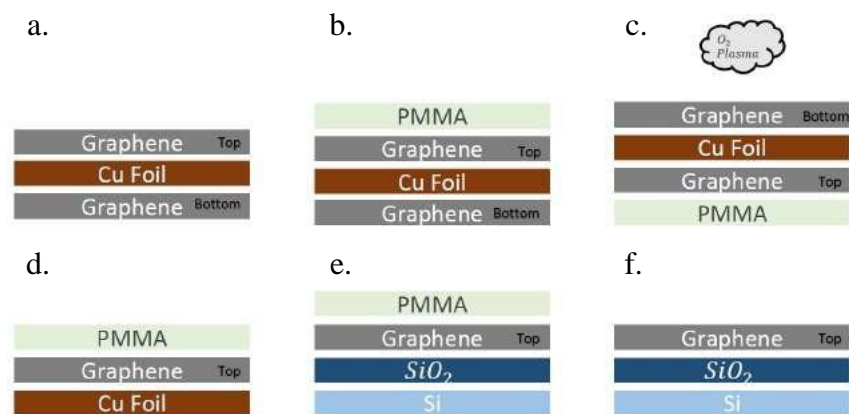 a.
Graphene Top
Cu Foil
Graphene Bottom
b.
PMMA
Graphene Top
Cu Foil
Graphene Bottom
c.
O₂
Plasma
Graphene Bottom
Cu Foil
Graphene Top
PMMA
d.
PMMA
Graphene Top
Cu Foil
e.
PMMA
Graphene Top
SiO₂
Si
f.
Graphene Top
SiO₂
Si